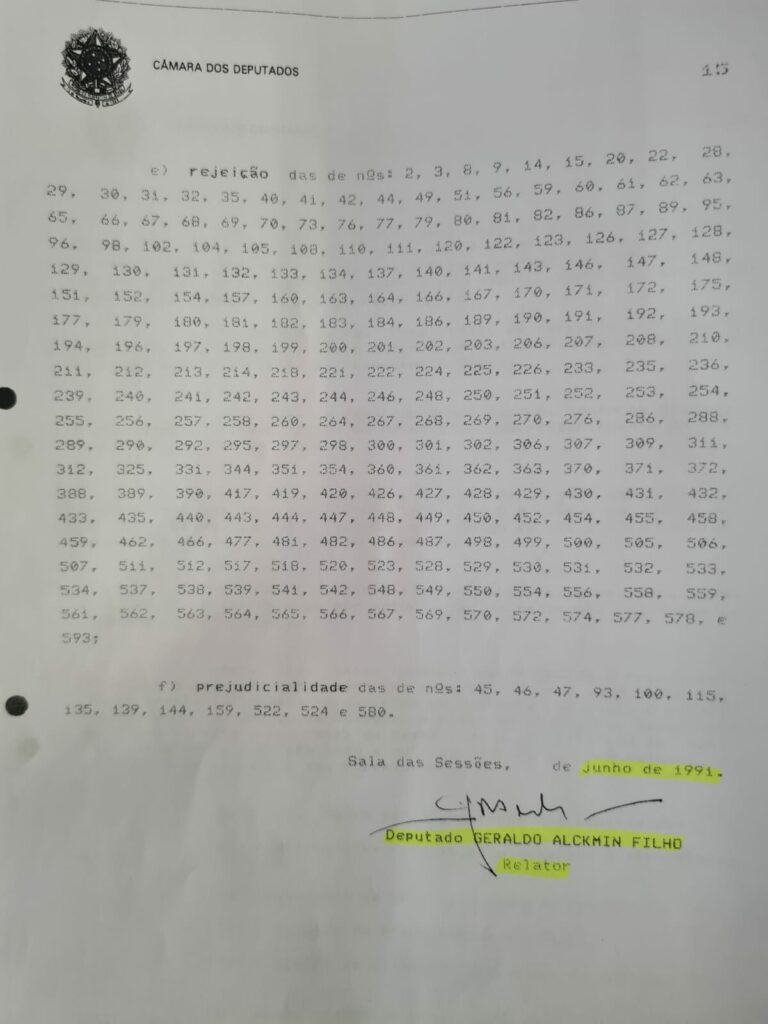 CÂMARA DOS DEPUTADOS
15
e) rejeição das de nºs: 2, 3, 8, 9, 14, 15, 20, 22, 28,
29, 30, 31, 32, 35, 40, 41, 42, 44, 49, 51, 56, 59, 60, 61, 62, 63,
65, 66, 67, 68, 69, 70, 73, 76, 77, 79, 80, 81, 82, 86, 87, 89, 95,
96, 98, 102, 104, 105, 108, 110, 111, 120, 122, 123, 126, 127, 128,
129, 130, 131, 132, 133, 134, 137, 140, 141, 143, 146, 147, 148,
151, 152, 154, 157, 160, 163, 164, 166, 167, 170, 171, 172, 175,
177, 179, 180, 181, 182, 183, 184, 186, 189, 190, 191, 192, 193,
194, 196, 197, 198, 199, 200, 201, 202, 203, 206, 207, 208, 210,
211, 212, 213, 214, 218, 221, 222, 224, 225, 226, 233, 235, 236,
239, 240, 241, 242, 243, 244, 246, 248, 250, 251, 252, 253, 254,
255, 256, 257, 258, 260, 264, 267, 268, 269, 270, 276, 286, 288,
289, 290, 292, 295, 297, 298, 300, 301, 302, 306, 307, 309, 311,
312, 325, 331, 344, 351, 354, 360, 361, 362, 363, 370, 371, 372,
388, 389, 390, 417, 419, 420, 426, 427, 428, 429, 430, 431, 432,
433, 435, 440, 443, 444, 447, 448, 449, 450, 452, 454, 455, 458,
459, 462, 466, 477, 481, 482, 486, 487, 498, 499, 500, 505, 506,
507, 511, 512, 517, 518, 520, 523, 528, 529, 530, 531, 532, 533,
534, 537, 538, 539, 541, 542, 548, 549, 550, 554, 556, 558, 559,
561, 562, 563, 564, 565, 566, 567, 569, 570, 572, 574, 577, 578, e
593;
f) prejudicialidade das de nºs: 45, 46, 47, 93, 100, 115,
135, 139, 144, 159, 522, 524 e 580.
Sala das Sessões, de junho de 1991.
Deputado GERALDO ALCKMIN FILHO
Relator